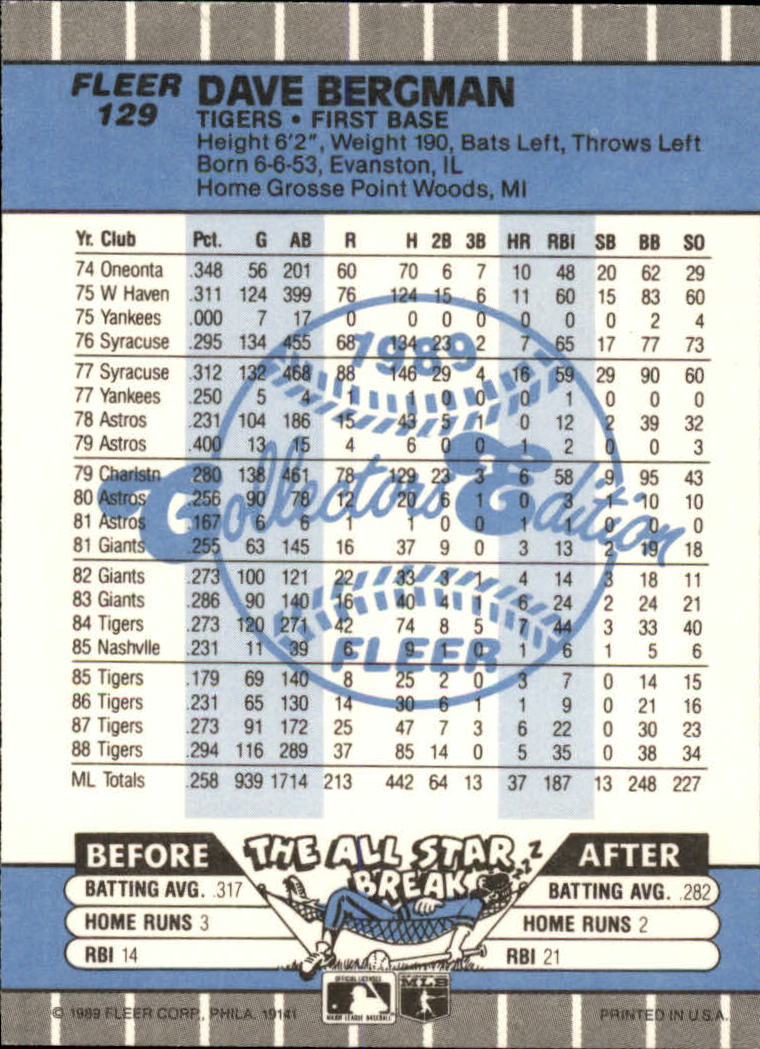 FLEER
129
DAVE BERGMAN
TIGERS • FIRST BASE
Height 6'2", Weight 190, Bats Left, Throws Left
Born 6-6-53, Evanston, IL
Home Grosse Point Woods, MI
Yr. Club Pct. G AB R H 2B 3B HR RBI SB BB SO
74 Oneonta .348 56 201 60 70 6 7 10 48 20 62 29
75 W Haven .311 124 399 76 124 15 6 11 60 15 83 60
75 Yankees .000 7 17 0 0 0 0 0 0 0 2 4
76 Syracuse .295 134 455 68 134 23 2 7 65 17 77 73
77 Syracuse .312 132 468 88 146 29 4 16 59 29 90 60
77 Yankees .250 5 4 1 1 0 0 0 1 0 0 0
78 Astros .231 104 186 15 43 5 1 0 12 2 39 32
79 Astros .400 13 15 4 6 0 0 1 2 0 0 3
79 Charlstn .280 138 461 78 129 23 3 6 58 9 95 43
80 Astros .256 90 78 12 20 6 1 0 3 1 10 10
81 Astros .167 6 6 1 1 0 0 1 1 0 0 0
81 Giants .255 63 145 16 37 9 0 3 13 2 19 18
82 Giants .273 100 121 22 33 3 1 4 14 3 18 11
83 Giants .286 90 140 16 40 4 1 6 24 2 24 21
84 Tigers .273 120 271 42 74 8 5 7 44 3 33 40
85 Nashvlle .231 11 39 6 9 1 0 1 6 1 5 6
85 Tigers .179 69 140 8 25 2 0 3 7 0 14 15
86 Tigers .231 65 130 14 30 6 1 1 9 0 21 16
87 Tigers .273 91 172 25 47 7 3 6 22 0 30 23
88 Tigers .294 116 289 37 85 14 0 5 35 0 38 34
ML Totals .258 939 1714 213 442 64 13 37 187 13 248 227
1989
Collectors' Edition
FLEER
BEFORE THE ALL STAR BREAK AFTER
ZZZ
BATTING AVG. .317 BATTING AVG. .282
HOME RUNS 3 HOME RUNS 2
RBI 14 RBI 21
OFFICIAL LICENSEE
MAJOR LEAGUE BASEBALL
MLB
© 1989 FLEER CORP., PHILA. 19141 PRINTED IN U.S.A.